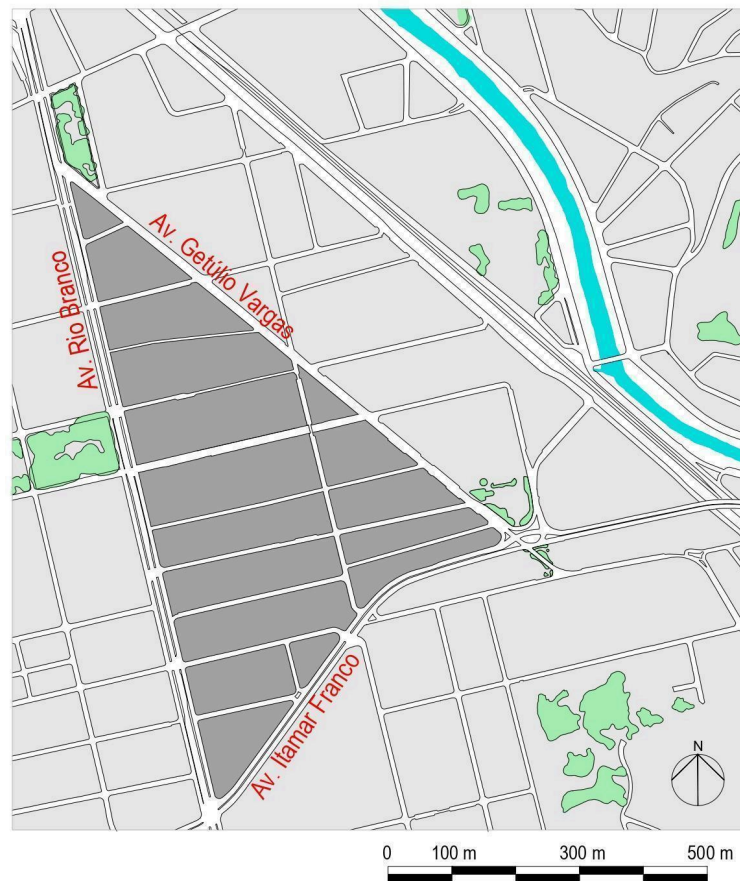 Av. Getúlio Vargas
Av. Rio Branco
Av. Itamar Franco
N
0 100 m 300 m 500 m